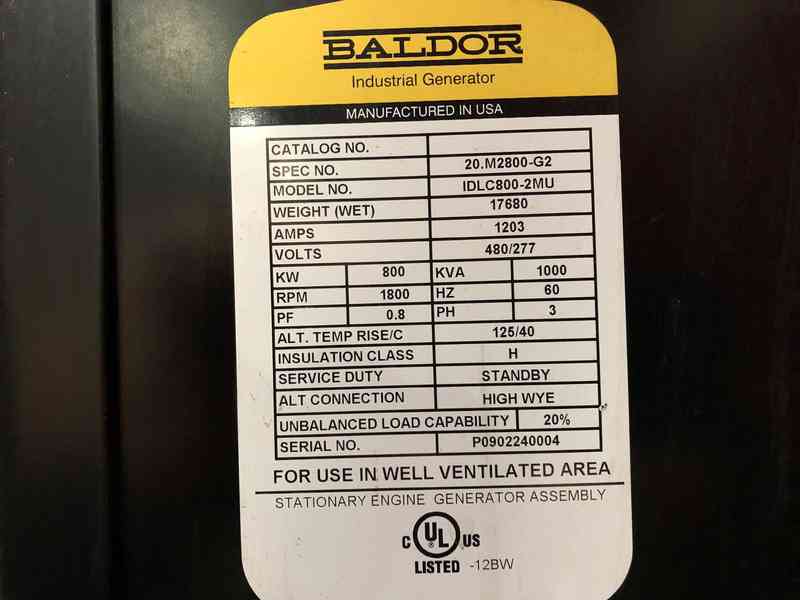 BALDOR
Industrial Generator
MANUFACTURED IN USA
CATALOG NO.
SPEC NO. 20.M2800-G2
MODEL NO. IDLC800-2MU
WEIGHT (WET) 17680
AMPS 1203
VOLTS 480/277
KW 800 KVA 1000
RPM 1800 HZ 60
PF 0.8 PH 3
ALT. TEMP RISE/C 125/40
INSULATION CLASS H
SERVICE DUTY STANDBY
ALT CONNECTION HIGH WYE
UNBALANCED LOAD CAPABILITY 20%
SERIAL NO. P0902240004
FOR USE IN WELL VENTILATED AREA
STATIONARY ENGINE GENERATOR ASSEMBLY
C UL US
LISTED -12BW